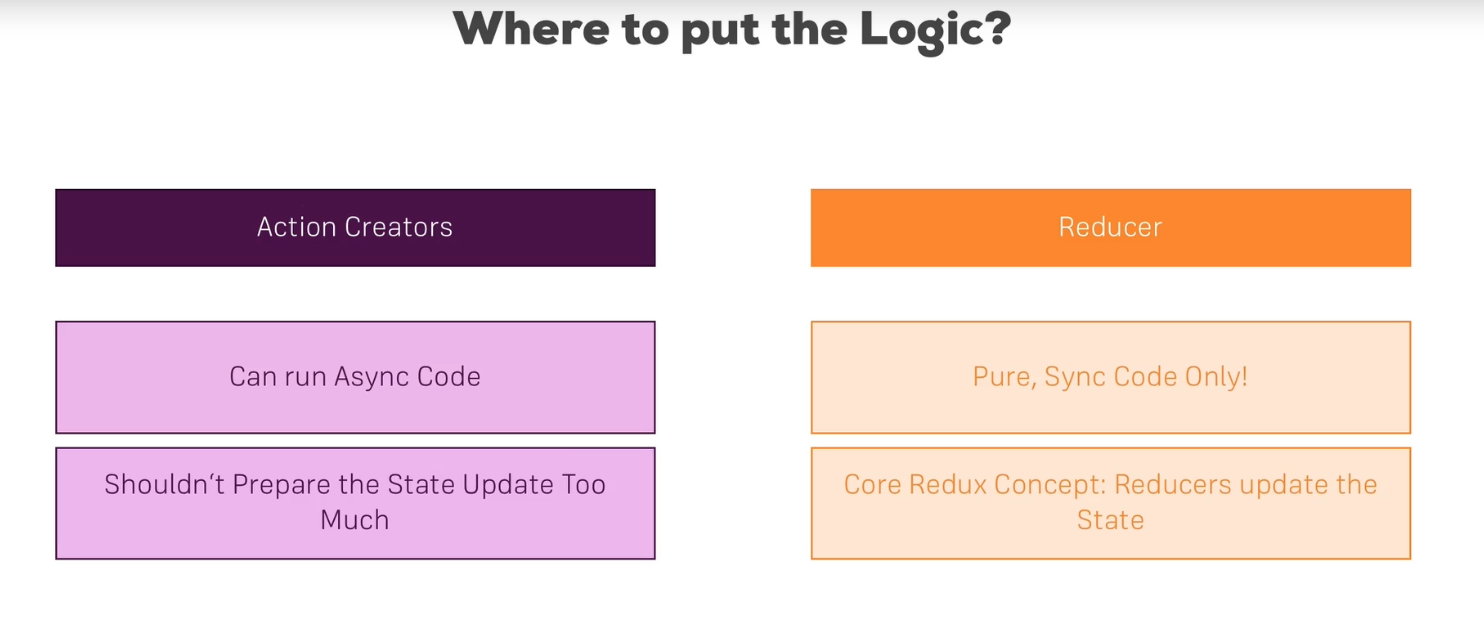 Where to put the Logic?
Action Creators
Reducer
Can run Async Code
Pure, Sync Code Only!
Shouldn‘t Prepare the State Update Too
Much
Core Redux Concept: Reducers update the
State